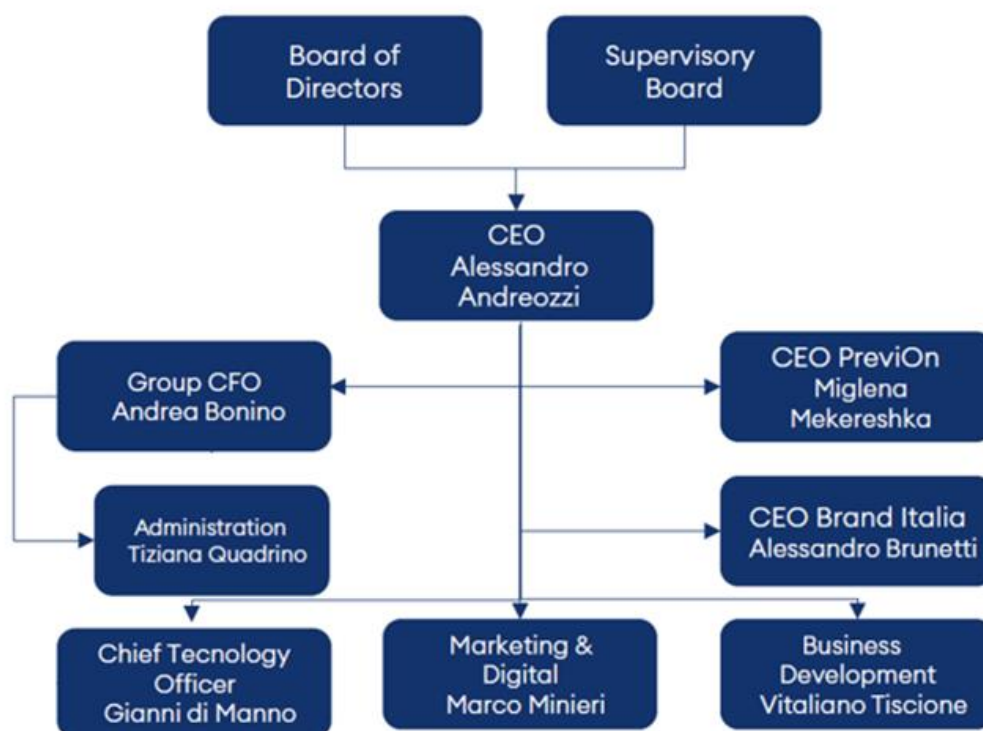 Board of
Directors
Supervisory
Board
CEO
Alessandro
Andreozzi
Group CFO
Andrea Bonino
CEO PreviOn
Miglena
Mekereshka
Administration
Tiziana Quadrino
CEO Brand Italia
Alessandro Brunetti
Chief Tecnology
Officer
Gianni di Manno
Marketing &
Digital
Marco Minieri
Business
Development
Vitaliano Tiscione